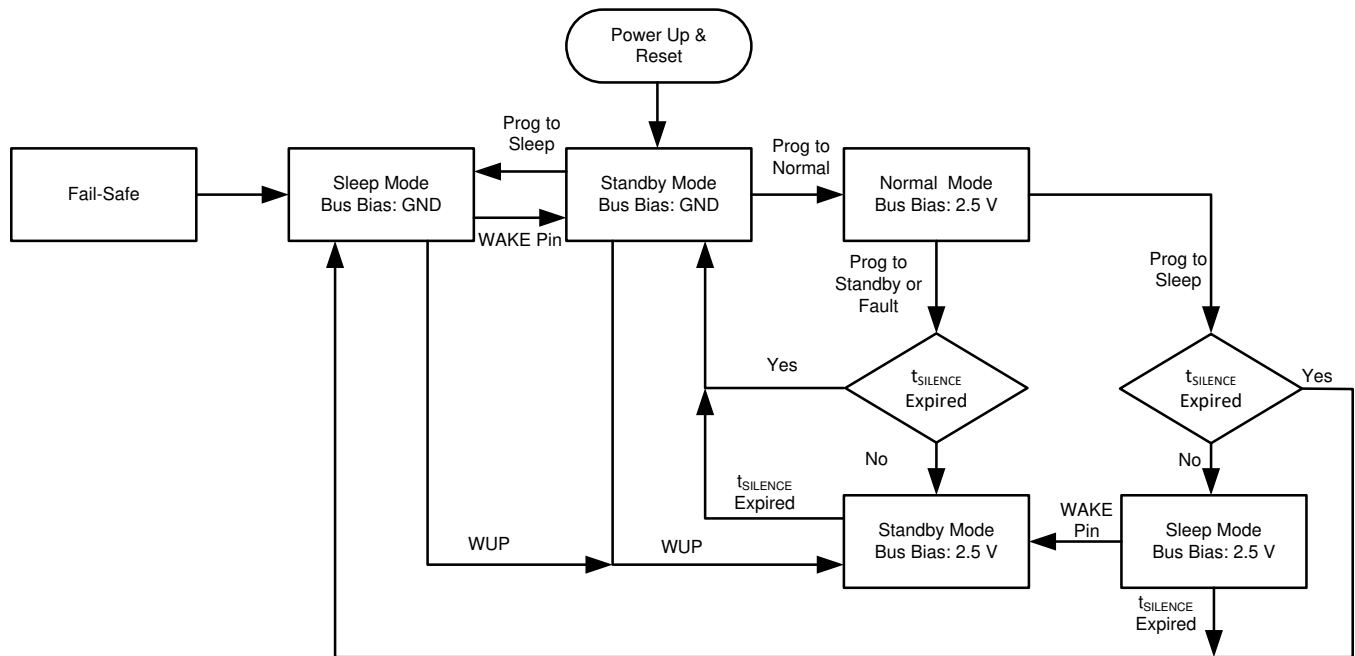 Power Up &
Reset
Prog to
Sleep
Prog to
Normal
Fail-Safe
Sleep Mode
Bus Bias: GND
Standby Mode
Bus Bias: GND
Normal Mode
Bus Bias: 2.5 V
WAKE Pin
Prog to
Standby or
Fault
Prog to
Sleep
Yes
tSILENCE
Expired
tSILENCE
Expired
Yes
No
No
tSILENCE
Expired
WAKE
Pin
Standby Mode
Bus Bias: 2.5 V
Sleep Mode
Bus Bias: 2.5 V
WUP
WUP
tSILENCE
Expired